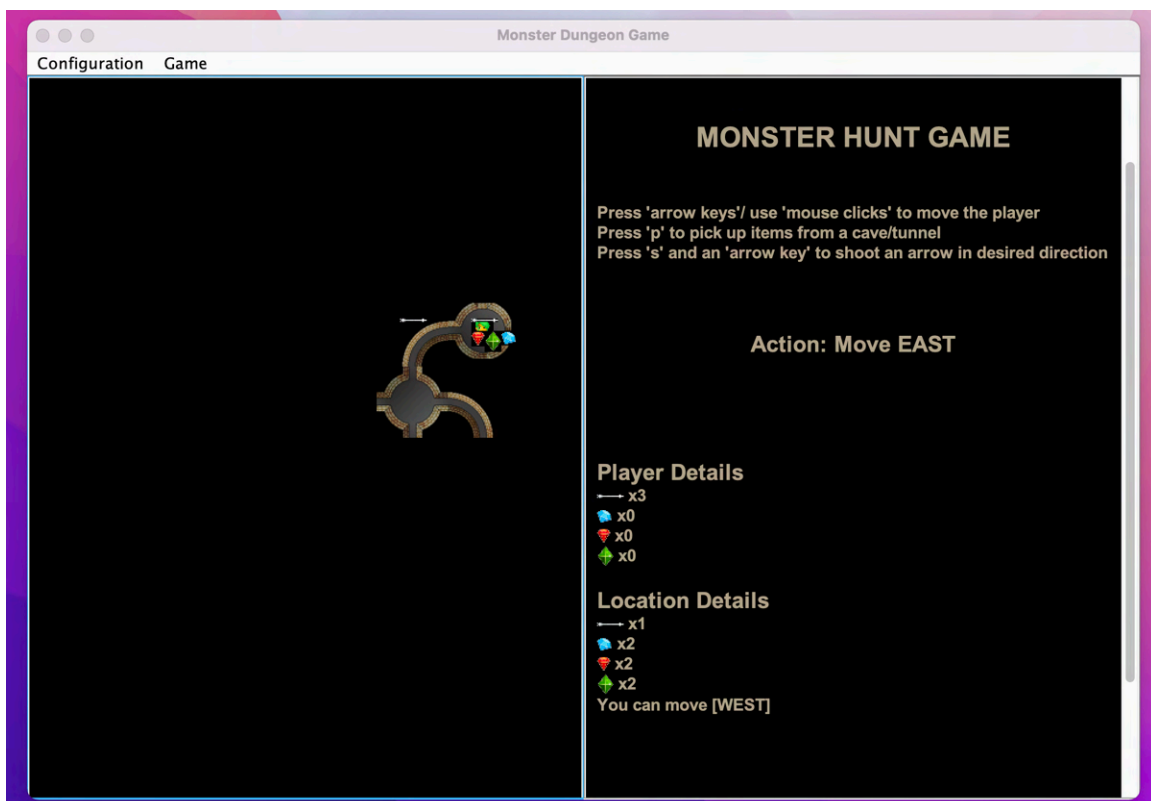 Monster Dungeon Game
Configuration Game
MONSTER HUNT GAME
Press 'arrow keys'/ use 'mouse clicks' to move the player
Press 'p' to pick up items from a cave/tunnel
Press 's' and an 'arrow key' to shoot an arrow in desired direction
Action: Move EAST
Player Details
x3
x0
x0
x0
Location Details
x1
x2
x2
x2
You can move [WEST]